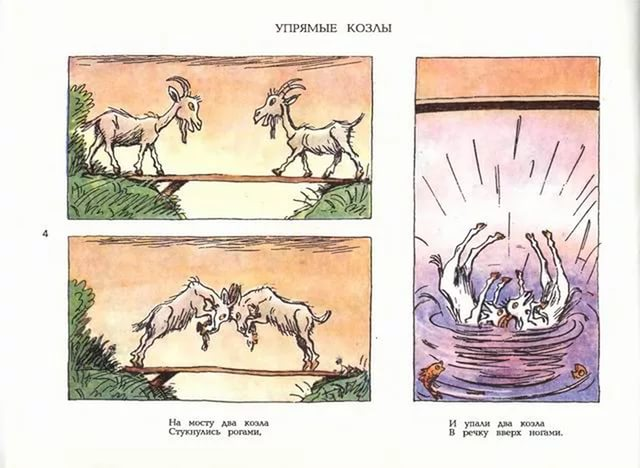 УПРЯМЫЕ КОЗЛЫ
4
На мосту два козла
Стукнулись рогами,
И упали два козла
В речку вверх ногами.